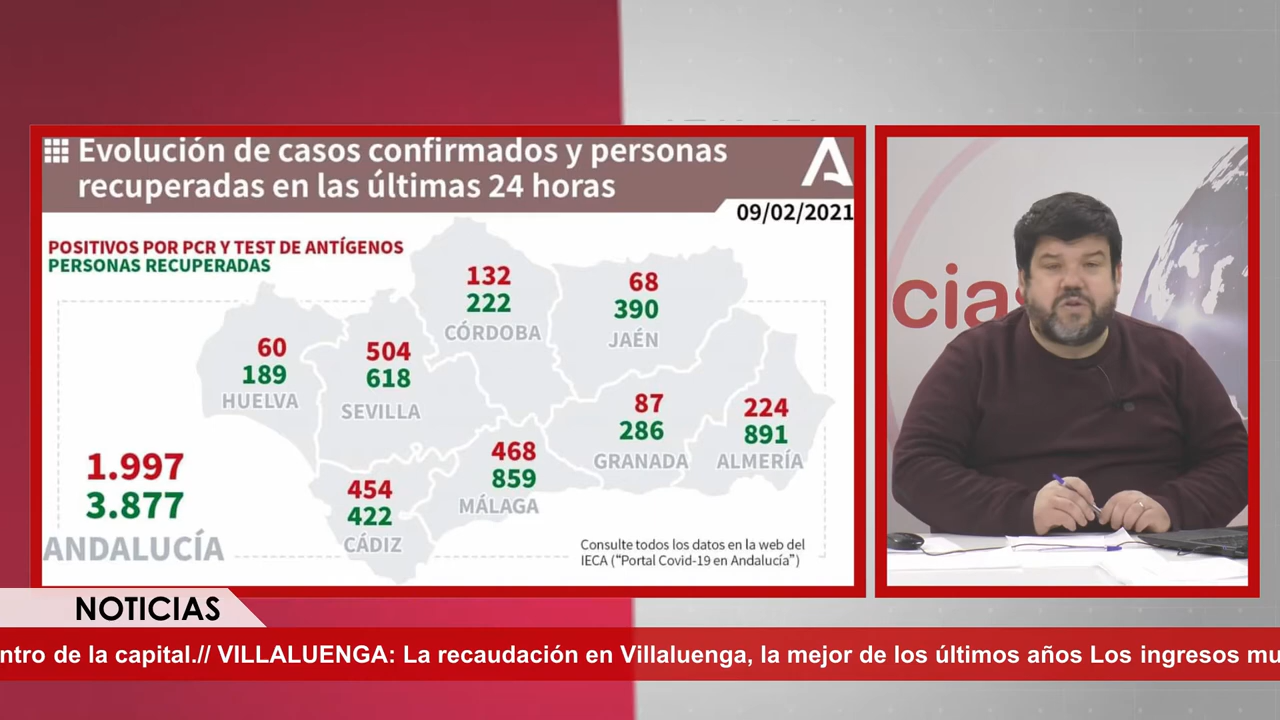 Evolución de casos confirmados y personas
recuperadas en las últimas 24 horas
09/02/2021
POSITIVOS POR PCR Y TEST DE ANTÍGENOS
PERSONAS RECUPERADAS
132
222
CÓRDOBA
68
390
JAÉN
60
189
HUELVA
504
618
SEVILLA
87
286
GRANADA
224
891
ALMERÍA
468
859
MÁLAGA
454
422
CÁDIZ
1.997
3.877
ANDALUCÍA
Consulte todos los datos en la web del
IECA ("Portal Covid-19 en Andalucía")
cias
NOTICIAS
ntro de la capital.// VILLALUENGA: La recaudación en Villaluenga, la mejor de los últimos años Los ingresos mu